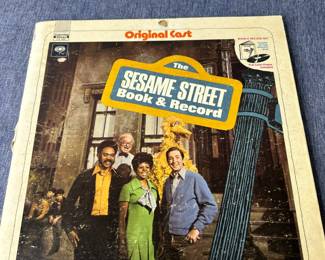 Original Cast
The
SESAME STREET
Book & Record